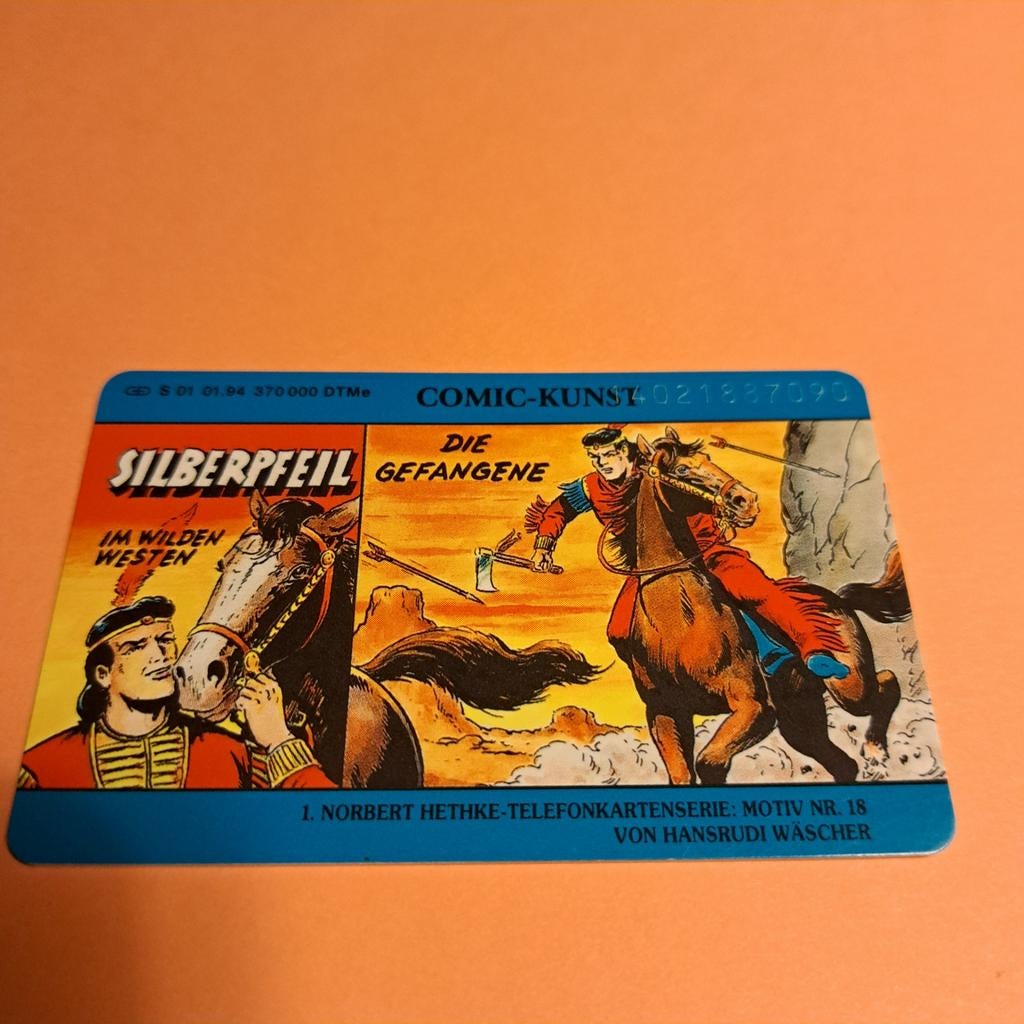 S 01 01.94 370 000 DTMe
COMIC-KUNST
4021887090
SILBERPFEIL
IM WILDEN
WESTEN
DIE
GEFANGENE
1. NORBERT HETHKE-TELEFONKARTENSERIE: MOTIV NR. 18
VON HANSRUDI WÄSCHER